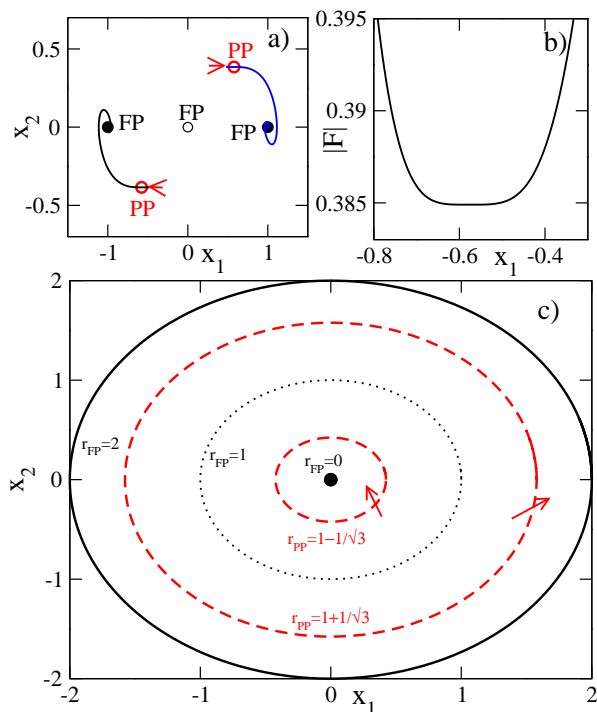 a)
PP
FP
FP
FP
PP
x₂
0.5
0
-0.5
-1
0
1
x₁
b)
|F|
0.395
0.39
0.385
-0.8
-0.6
-0.4
x₁
c)
x₂
2
1
0
-1
-2
r_FP=2
r_FP=1
r_FP=0
r_PP=1−1/√3
r_PP=1+1/√3
-2
-1
0
1
2
x₁